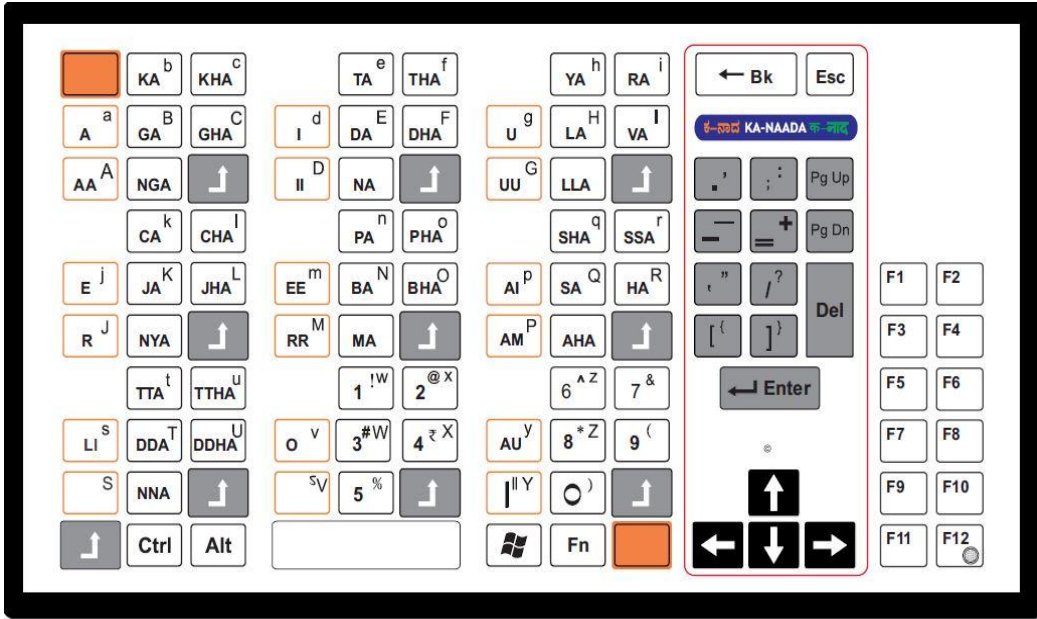 KA b KHA c TA e THA f YA h RA i ← Bk Esc
A a GA B GHA C I d DA E DHA F U g LA H VA I ಕ–ನಾದ KA-NAADA क–नाद
AA A NGA II D NA UU G LLA . ' ; : Pg Up
CA k CHA l PA n PHA o SHA q SSA r — – = + Pg Dn
E j JA K JHA L EE m BA N BHA O AI p SA Q HA R ‘ ” / ? Del F1 F2
R J NYA RR M MA AM P AHA [ { ] } F3 F4
TTA t TTHA u 1 ! W 2 @ X 6 ^ Z 7 & Enter F5 F6
LI s DDA T DDHA U O v 3 # W 4 ₹ X AU y 8 * Z 9 ( F7 F8
S NNA V 5 % | || Y O ) © F9 F10
Ctrl Alt Fn ← ↑ ↓ → F11 F12